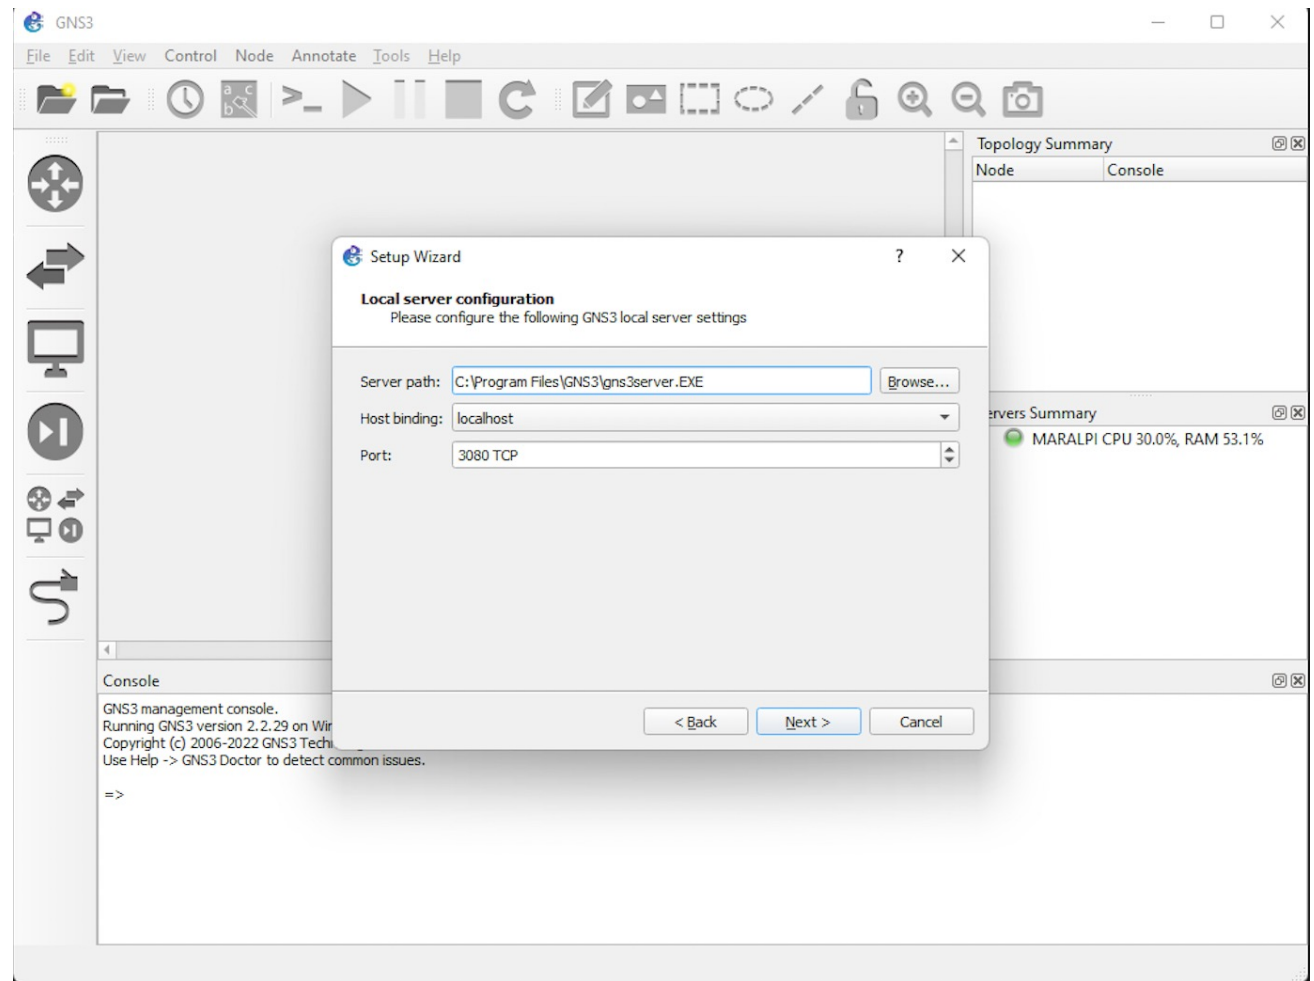 GNS3
File Edit View Control Node Annotate Tools Help
Topology Summary
Node Console
Setup Wizard
?
Local server configuration
Please configure the following GNS3 local server settings
Server path: C:\Program Files\GNS3\gns3server.EXE Browse...
Host binding: localhost
Port: 3080 TCP
< Back Next > Cancel
ervers Summary
MARALPI CPU 30.0%, RAM 53.1%
Console
GNS3 management console.
Running GNS3 version 2.2.29 on Wi
Copyright (c) 2006-2022 GNS3 Tech
Use Help -> GNS3 Doctor to detect common issues.
=>